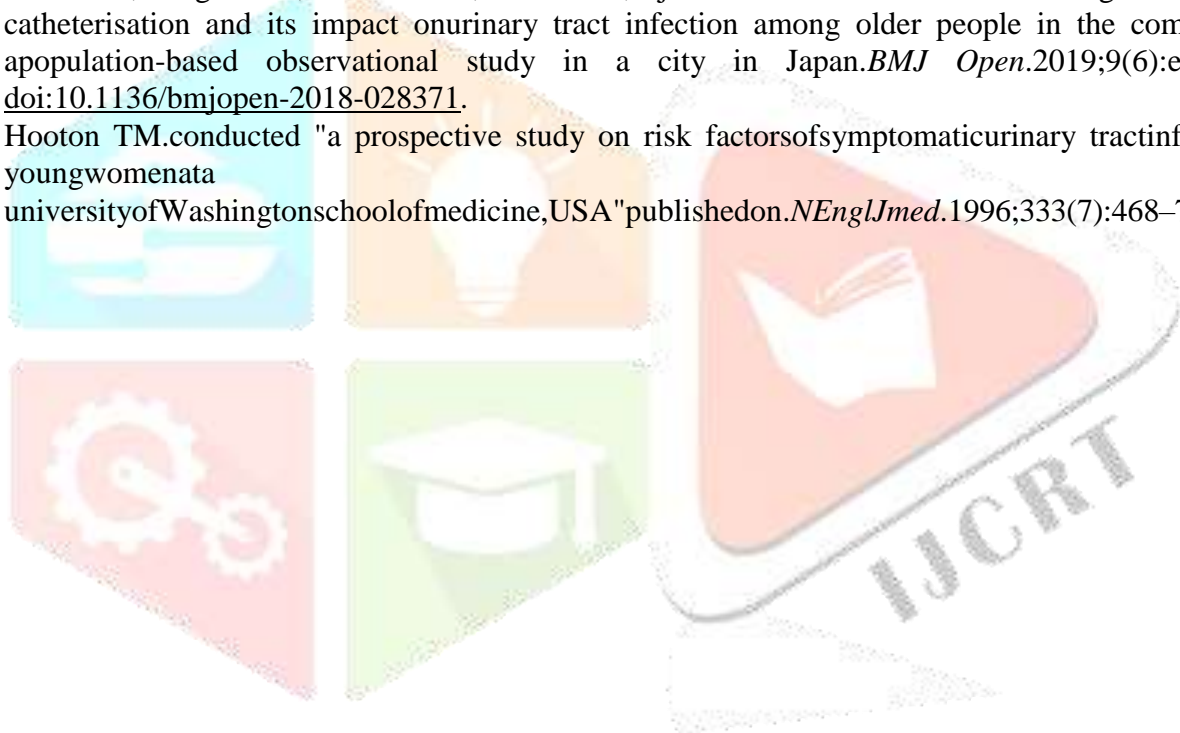 catheterisation and its impact onurinary tract infection among older people in the com
apopulation-based observational study in a city in Japan.BMJ Open.2019;9(6):e
doi:10.1136/bmjopen-2018-028371.
Hooton TM.conducted "a prospective study on risk factorsofsymptomaticurinary tractinf
youngwomenata
universityofWashingtonschoolofmedicine,USA"publishedon.NEnglJmed.1996;333(7):468–
IJCRT